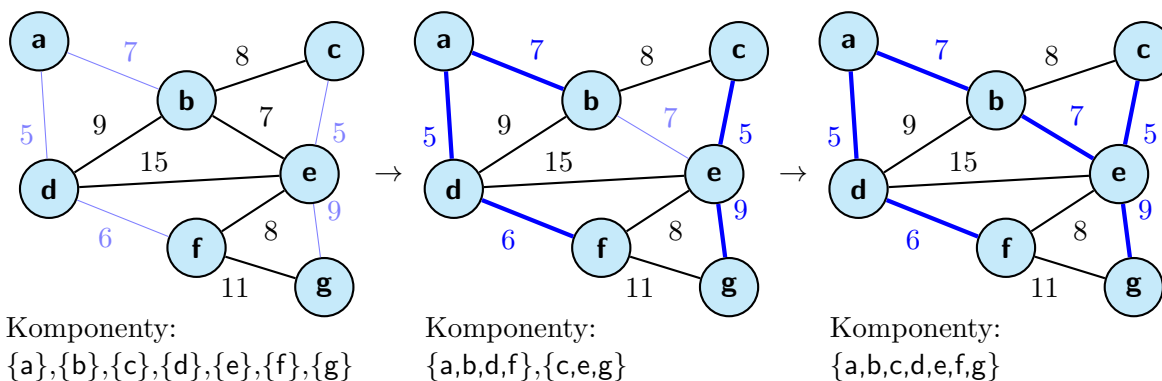 a
7
8
c
b
5
9
7
5
15
d
e
→
6
8
9
f
11
g
Komponenty:
{a},{b},{c},{d},{e},{f},{g}
a
7
8
c
b
5
9
7
5
15
d
e
→
6
8
9
f
11
g
Komponenty:
{a,b,d,f},{c,e,g}
a
7
8
c
b
5
9
7
5
15
d
e
6
8
9
f
11
g
Komponenty:
{a,b,c,d,e,f,g}